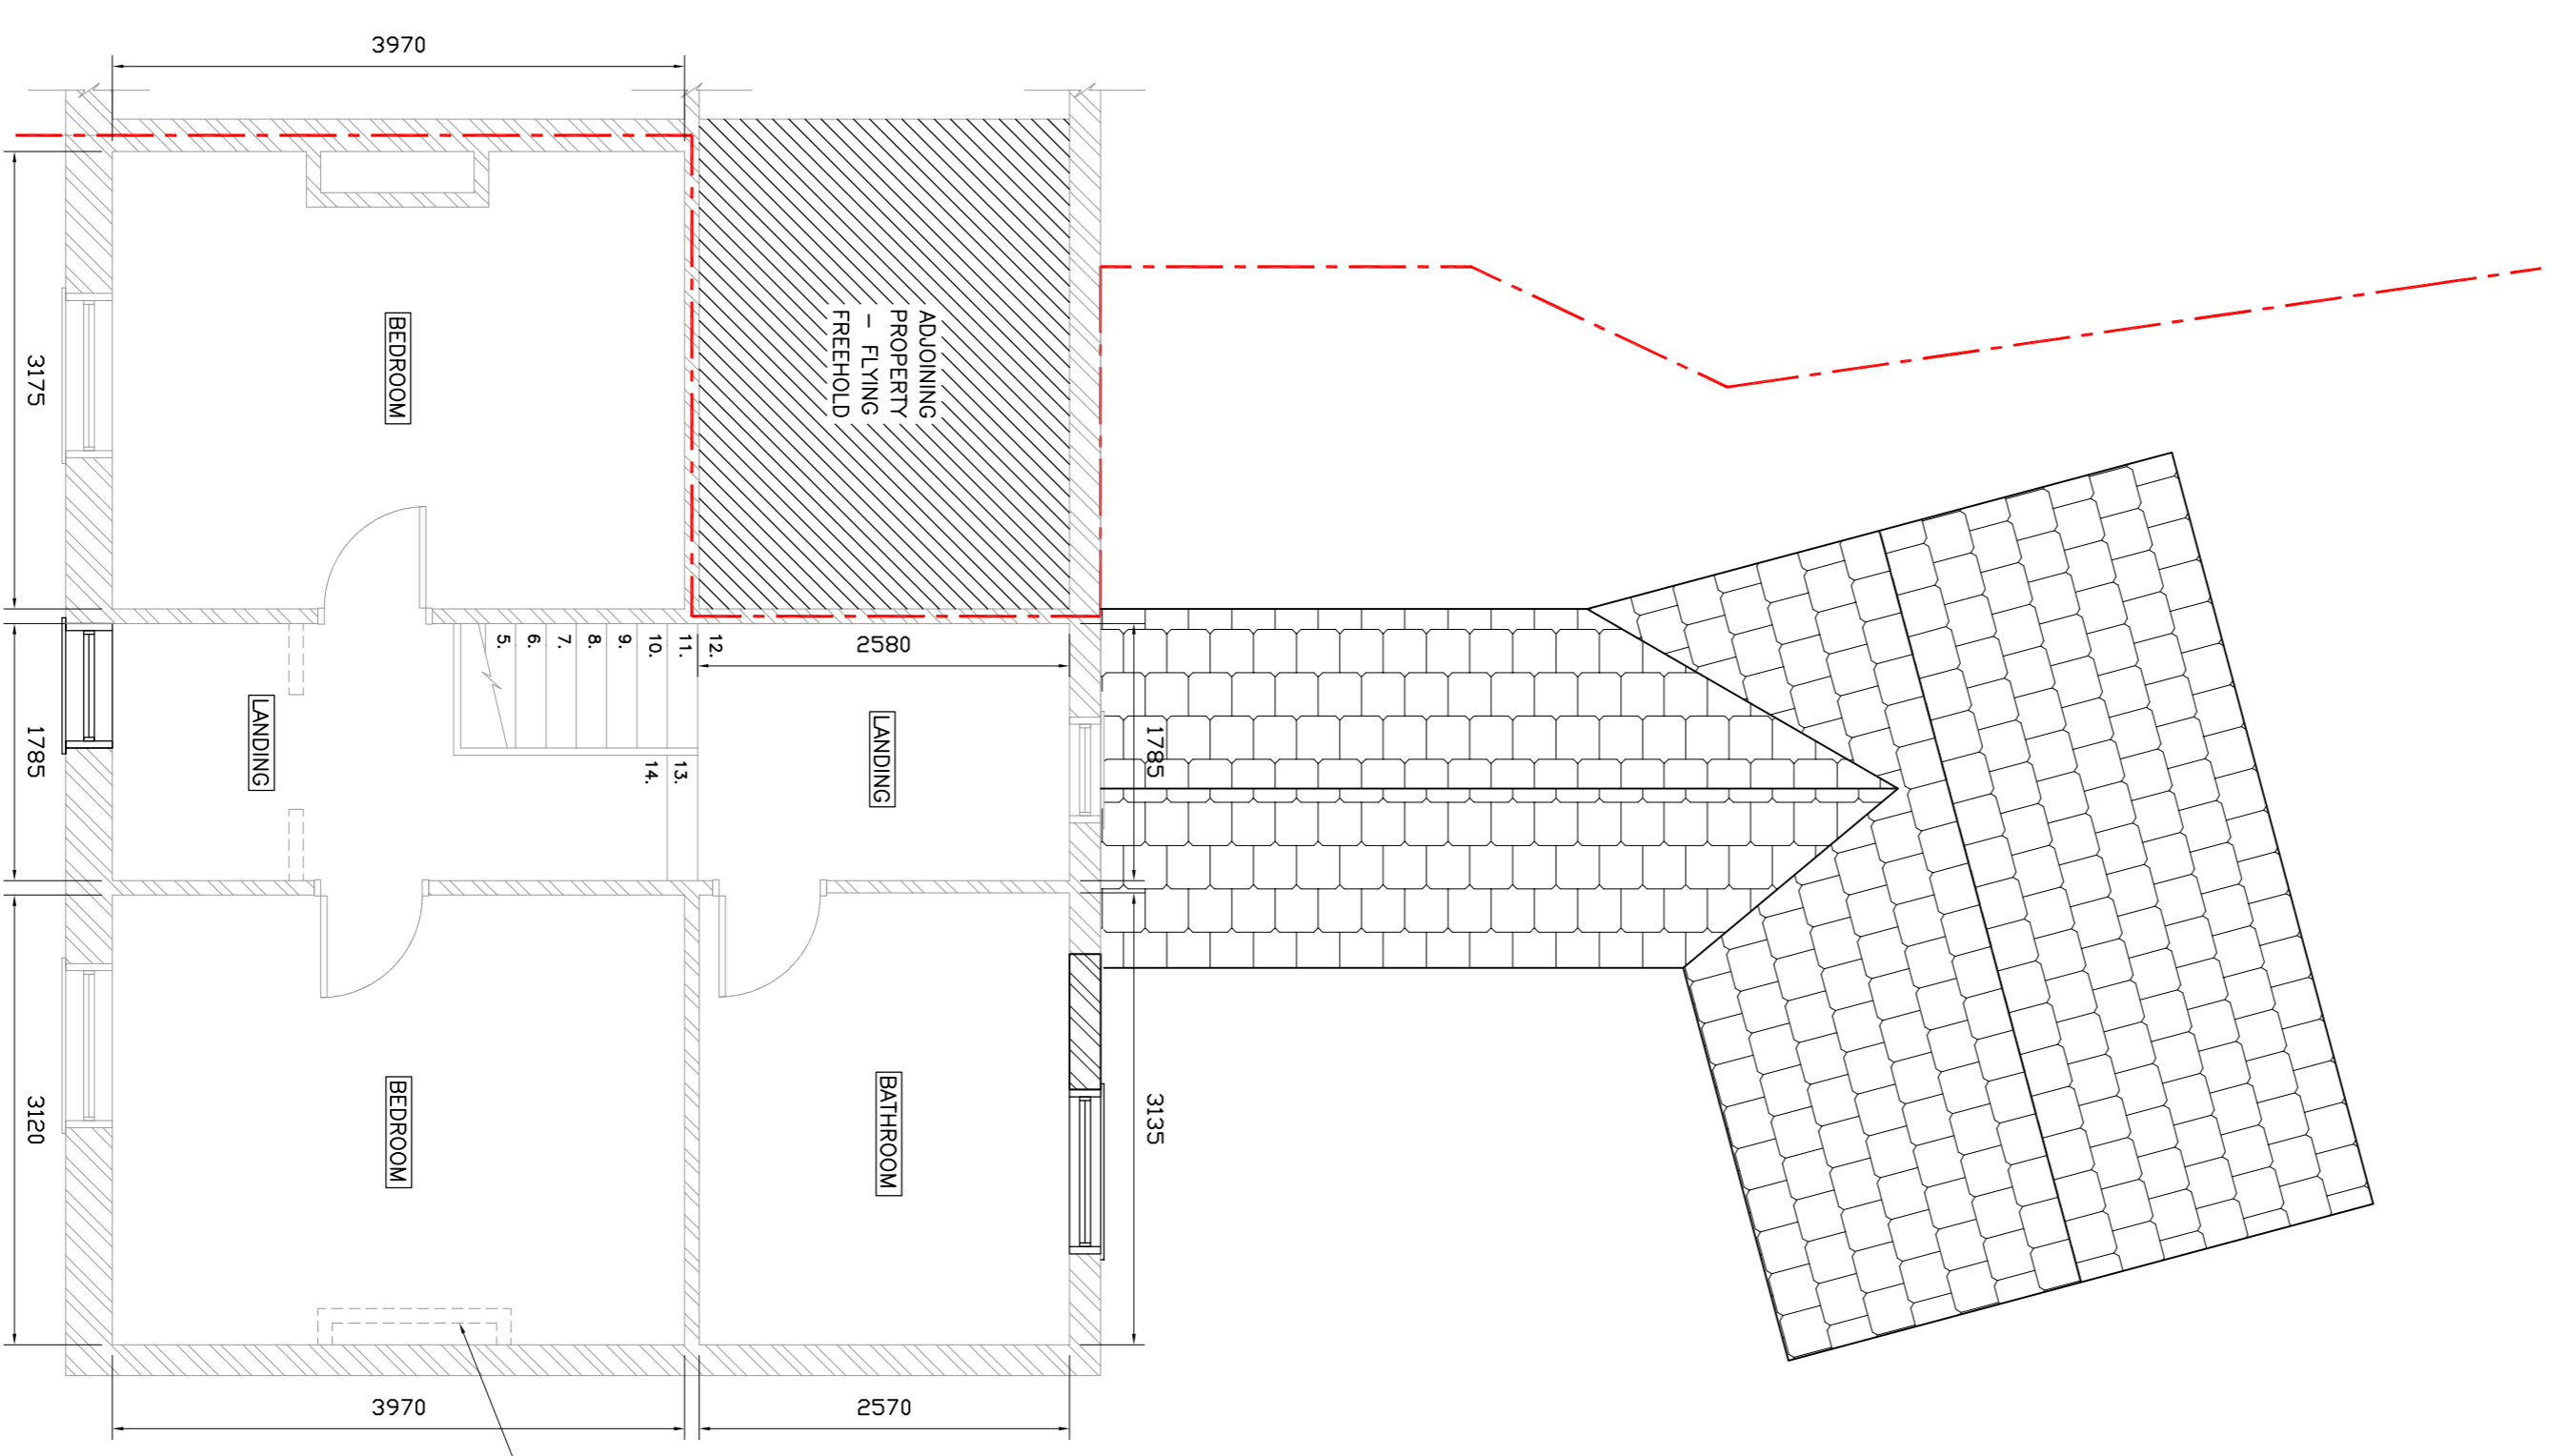 3970
ADJOINING
PROPERTY
- FLYING
FREEHOLD
BEDROOM
3175
5.
6.
7.
8.
9.
10.
11.
12.
13.
14.
2580
LANDING
LANDING
1785
1785
BEDROOM
BATHROOM
3120
3135
3970
2570